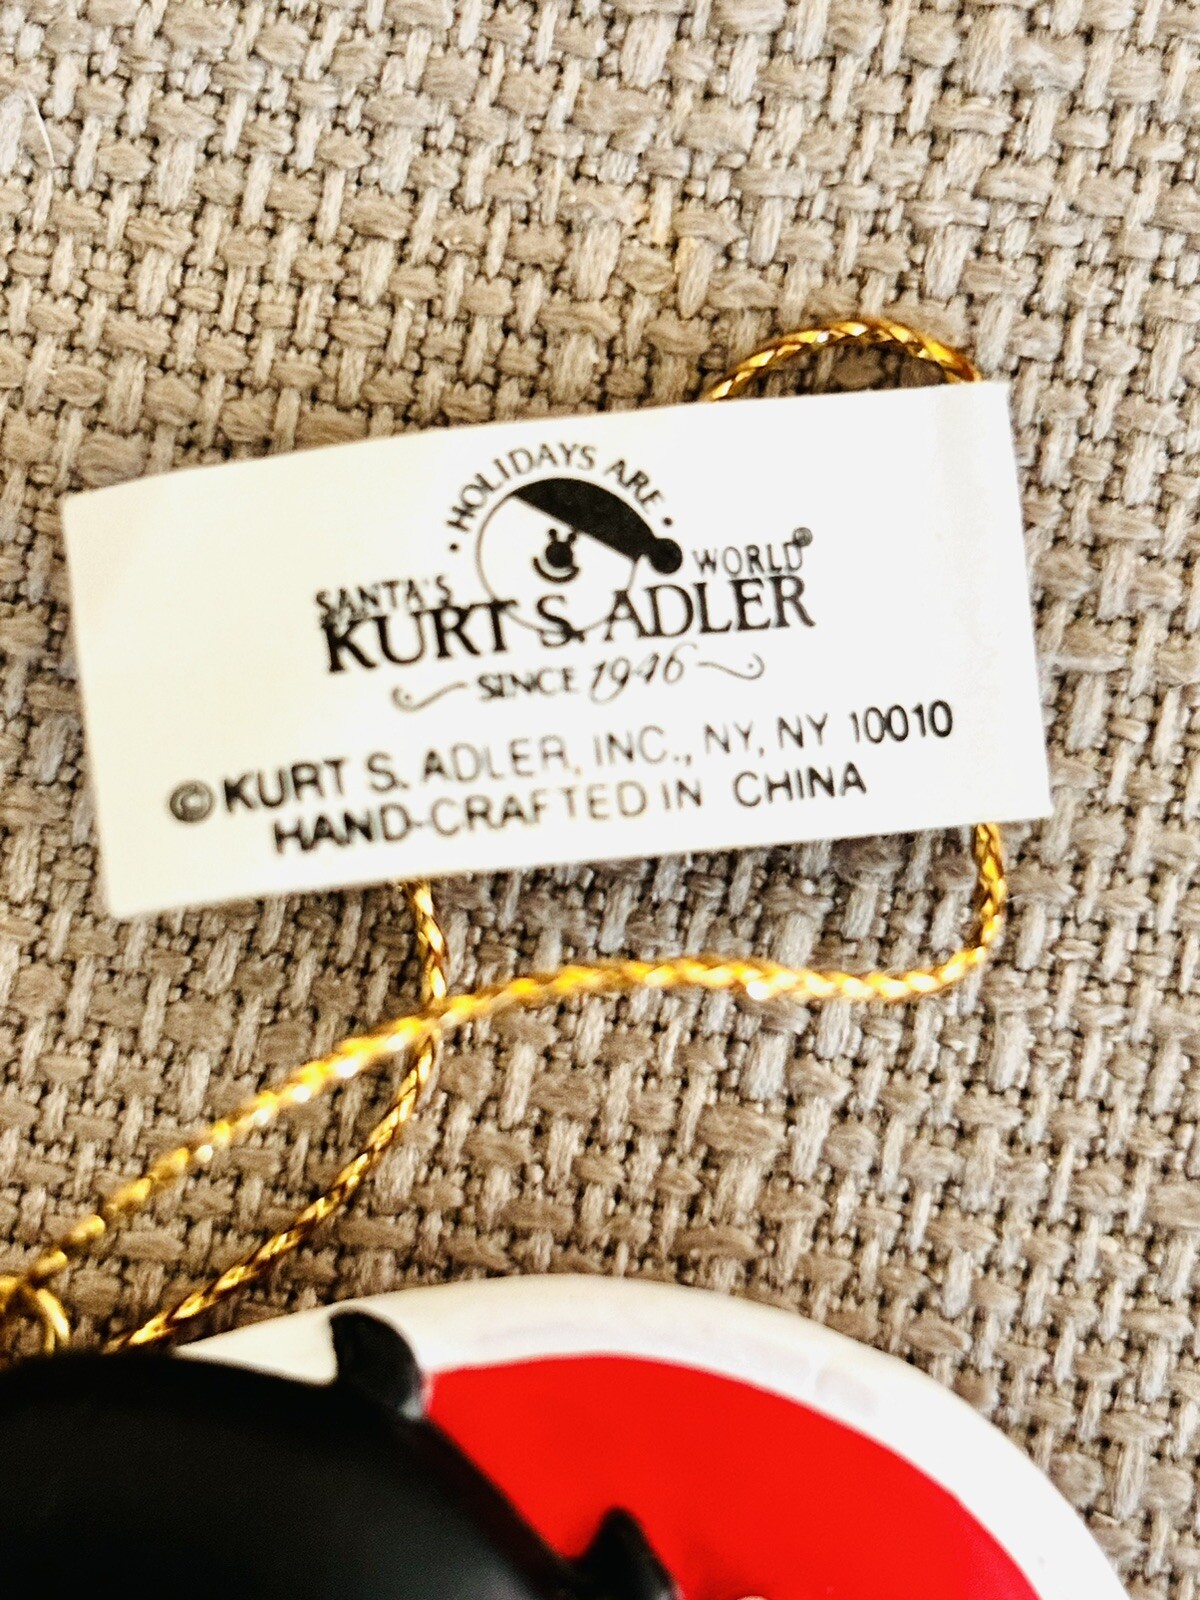 • HOLIDAYS ARE •
SANTA'S WORLD®
KURT S. ADLER
SINCE 1946
© KURT S. ADLER, INC., NY, NY 10010
HAND-CRAFTED IN CHINA